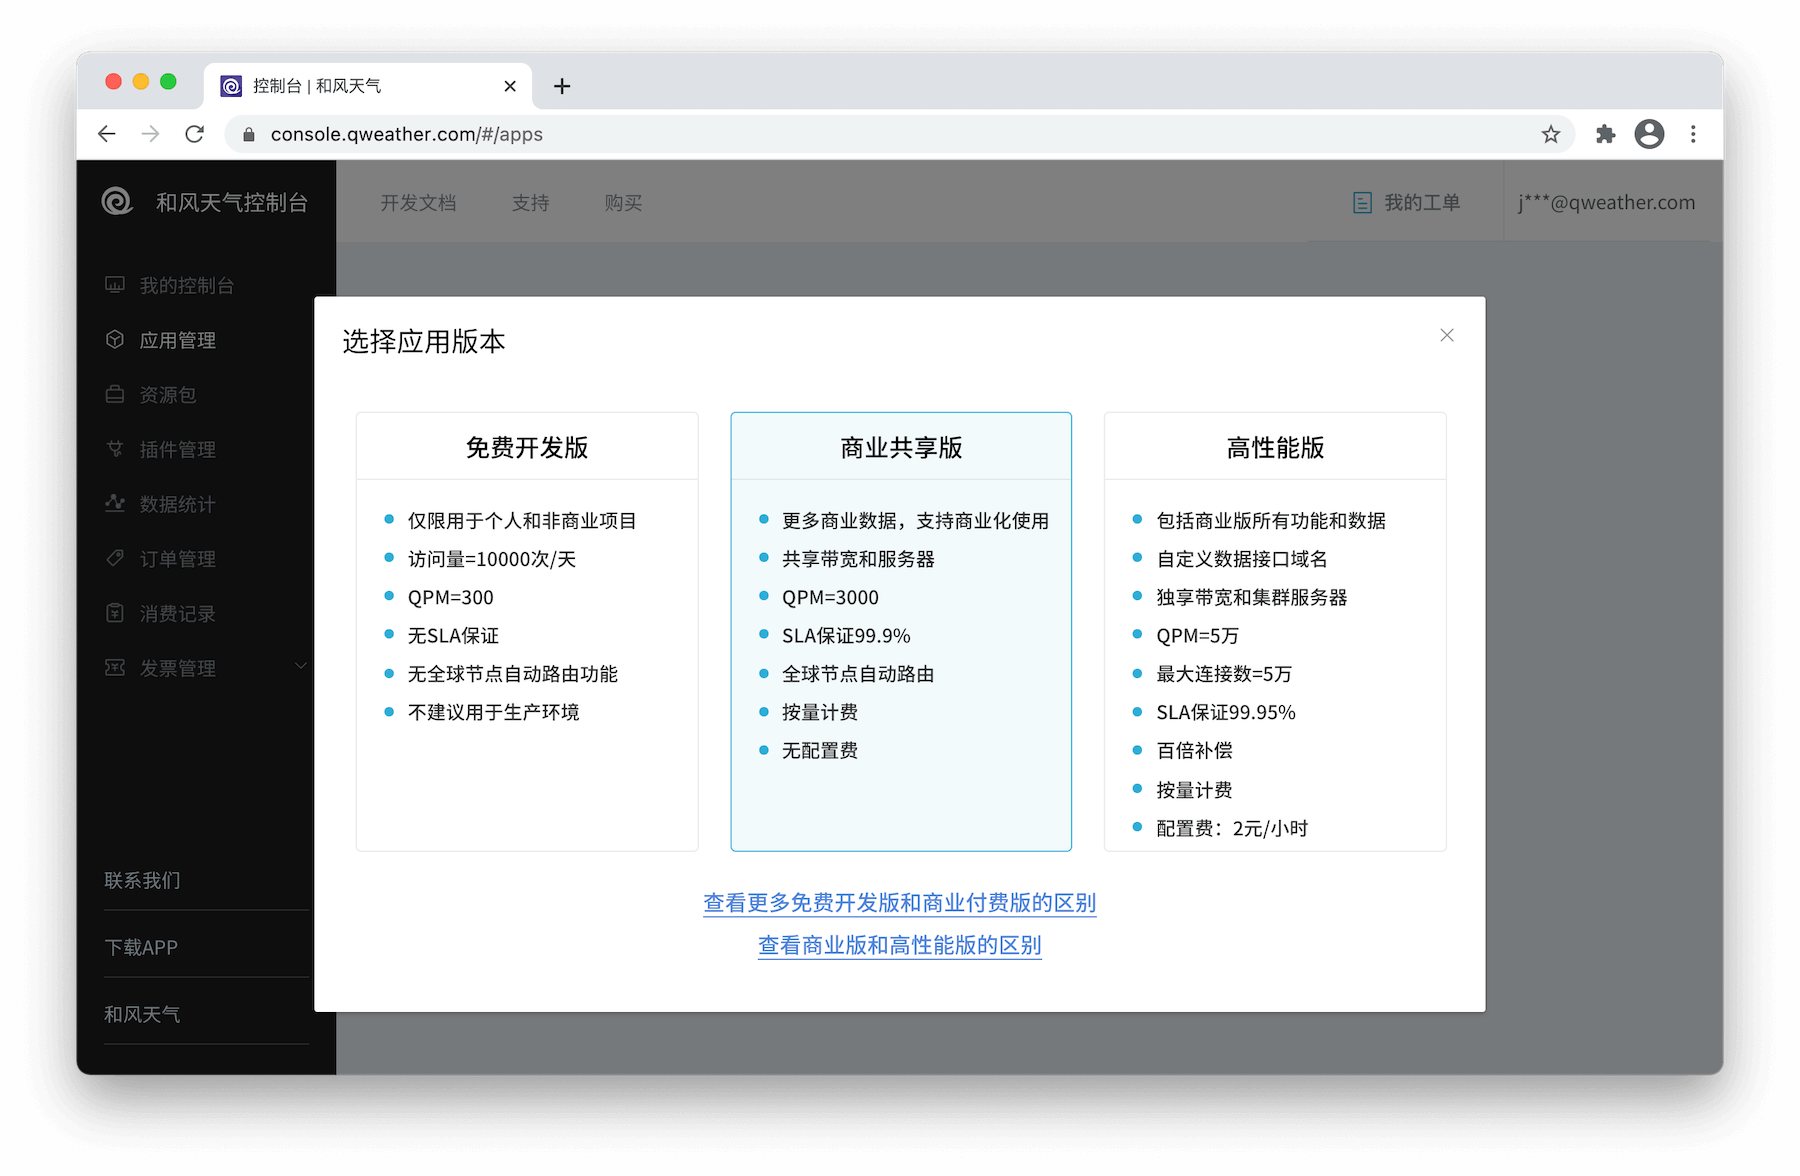 控制台 | 和风天气
console.qweather.com/#/apps
和风天气控制台
开发文档
支持
购买
我的工单
j***@qweather.com
我的控制台
应用管理
资源包
插件管理
数据统计
订单管理
消费记录
发票管理
联系我们
下载APP
和风天气
选择应用版本
免费开发版
仅限用于个人和非商业项目
访问量=10000次/天
QPM=300
无SLA保证
无全球节点自动路由功能
不建议用于生产环境
商业共享版
更多商业数据，支持商业化使用
共享带宽和服务器
QPM=3000
SLA保证99.9%
全球节点自动路由
按量计费
无配置费
高性能版
包括商业版所有功能和数据
自定义数据接口域名
独享带宽和集群服务器
QPM=5万
最大连接数=5万
SLA保证99.95%
百倍补偿
按量计费
配置费：2元/小时
查看更多免费开发版和商业付费版的区别
查看商业版和高性能版的区别